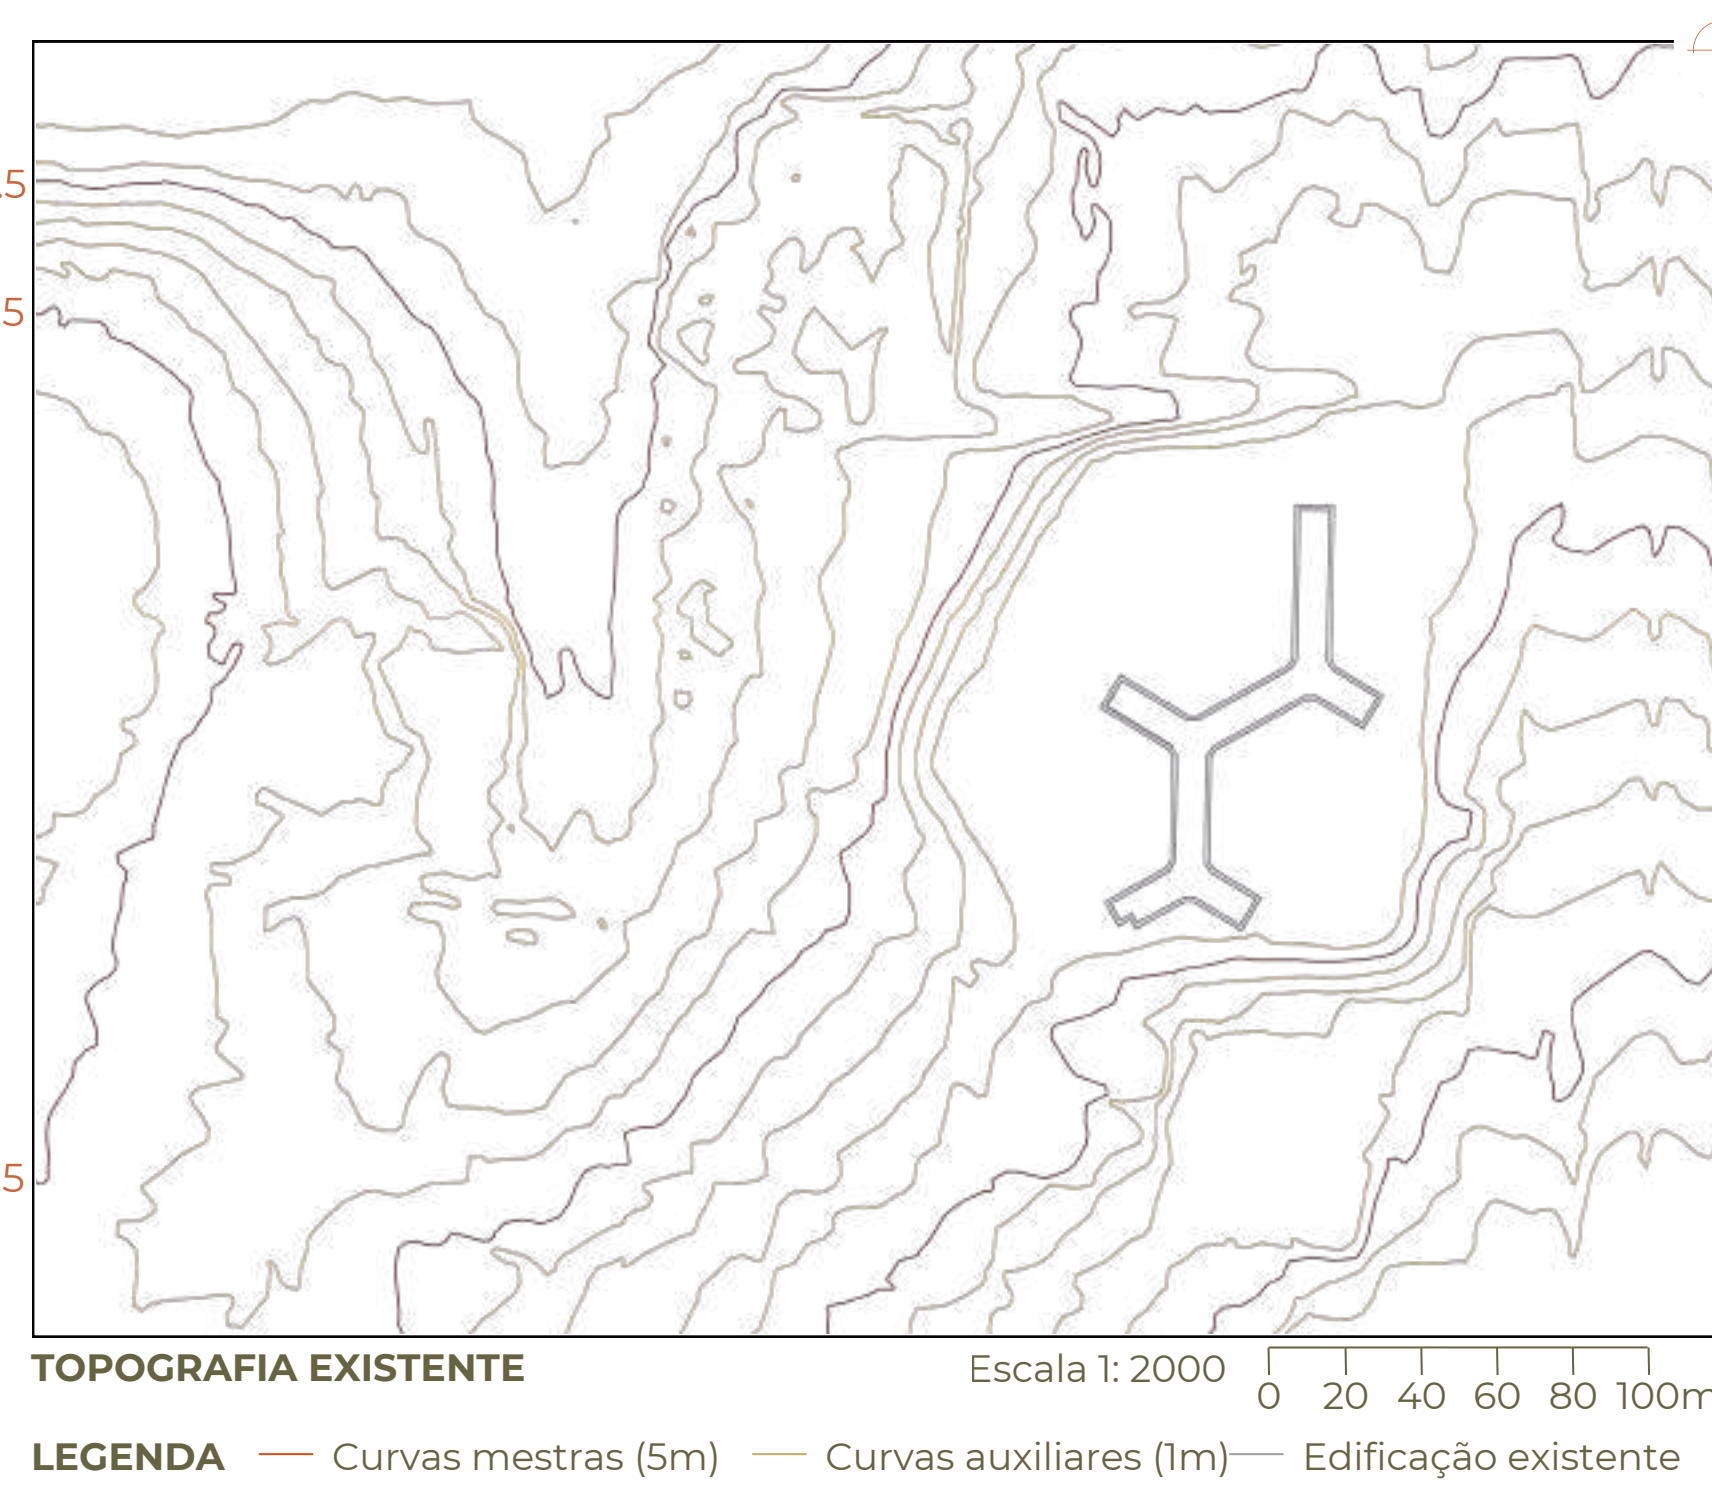 .5
5
5
TOPOGRAFIA EXISTENTE
Escala 1: 2000
0 20 40 60 80 100m
LEGENDA
Curvas mestras (5m)
Curvas auxiliares (1m)
Edificação existente